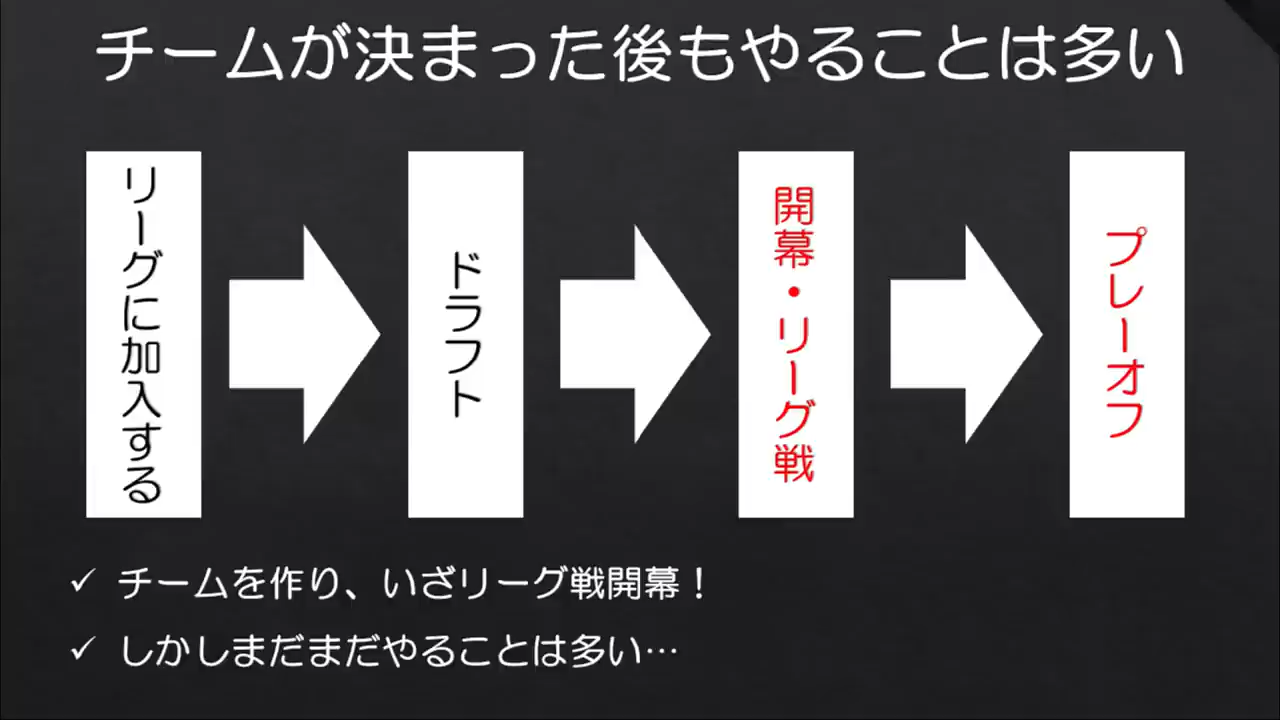 チームが決まった後もやることは多い
リーグに加入する
ドラフト
開幕・リーグ戦
プレーオフ
✓ チームを作り、いざリーグ戦開幕！
✓ しかしまだまだやることは多い…